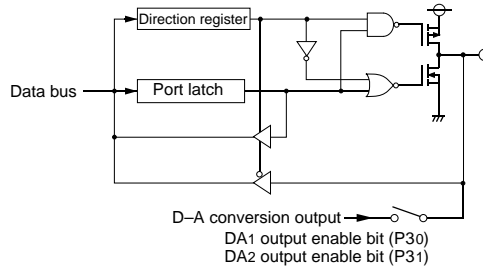 Direction register
Data bus
Port latch
D–A conversion output
DA1 output enable bit (P30)
DA2 output enable bit (P31)